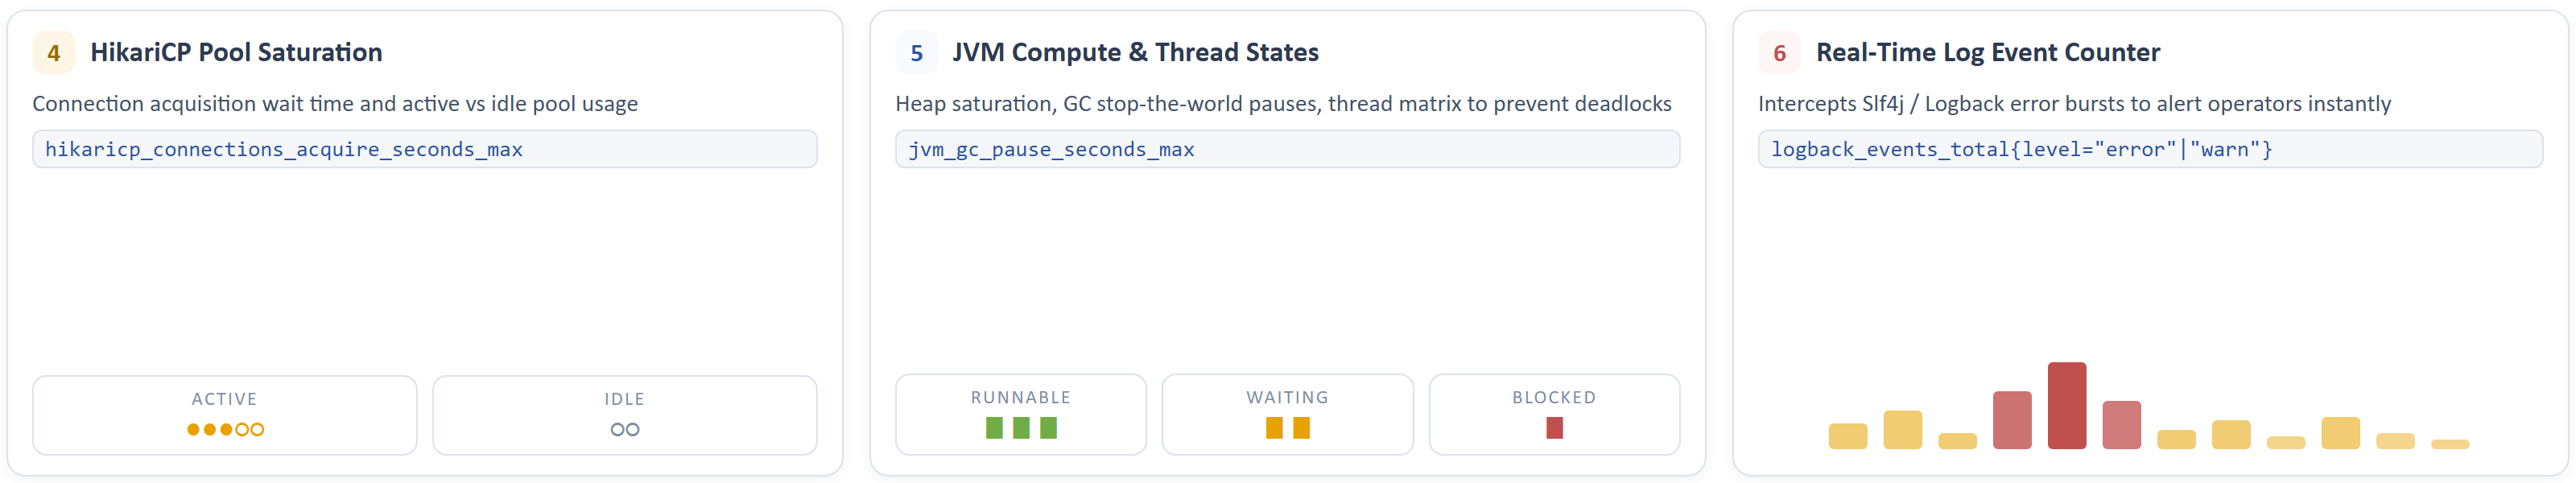 4 HikariCP Pool Saturation
Connection acquisition wait time and active vs idle pool usage
hikaricp_connections_acquire_seconds_max
ACTIVE
IDLE
5 JVM Compute & Thread States
Heap saturation, GC stop-the-world pauses, thread matrix to prevent deadlocks
jvm_gc_pause_seconds_max
RUNNABLE
WAITING
BLOCKED
6 Real-Time Log Event Counter
Intercepts Slf4j / Logback error bursts to alert operators instantly
logback_events_total{level="error"|"warn"}